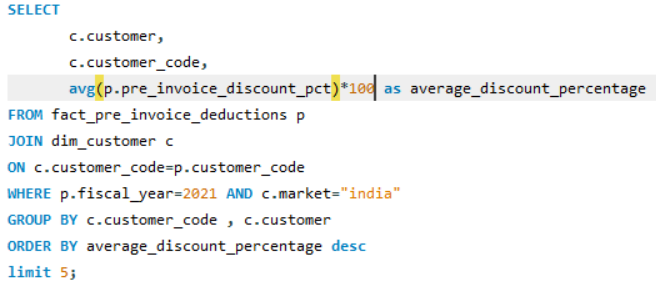 SELECT
c.customer,
c.customer_code,
avg(p.pre_invoice_discount_pct)*100 as average_discount_percentage
FROM fact_pre_invoice_deductions p
JOIN dim_customer c
ON c.customer_code=p.customer_code
WHERE p.fiscal_year=2021 AND c.market="india"
GROUP BY c.customer_code , c.customer
ORDER BY average_discount_percentage desc
limit 5;